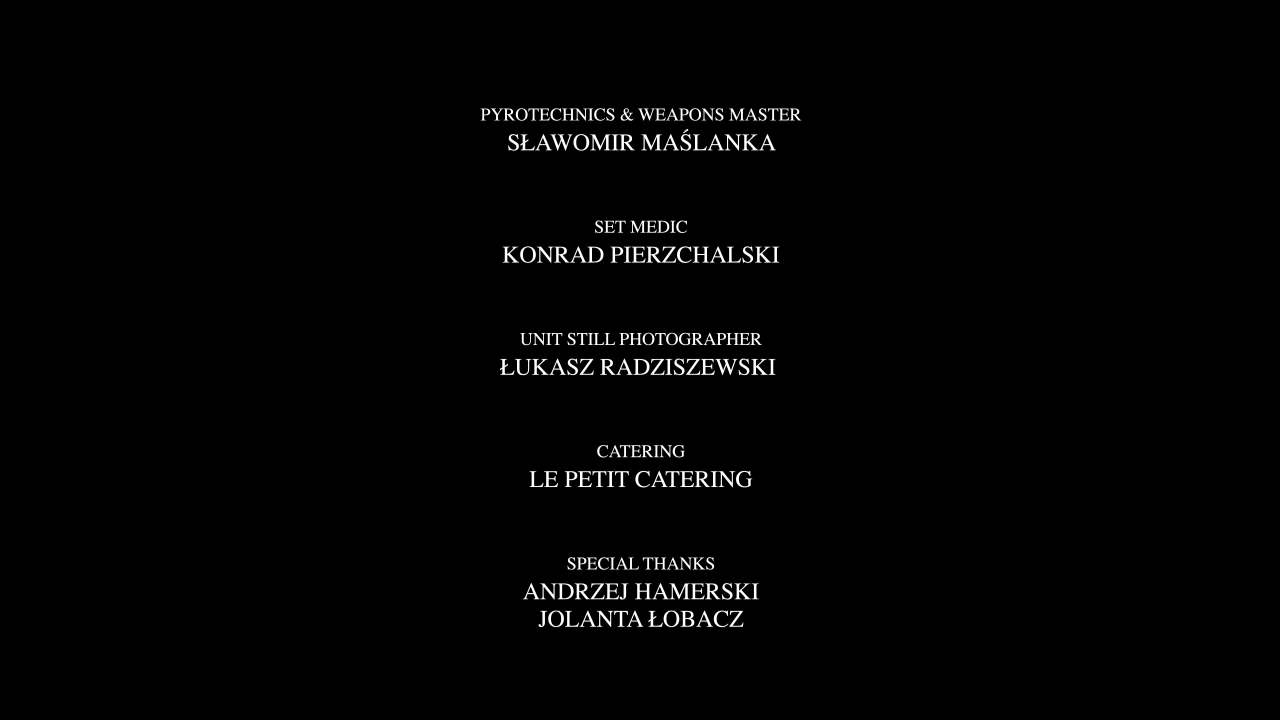 PYROTECHNICS & WEAPONS MASTER
SŁAWOMIR MAŚLANKA
SET MEDIC
KONRAD PIERZCHALSKI
UNIT STILL PHOTOGRAPHER
ŁUKASZ RADZISZEWSKI
CATERING
LE PETIT CATERING
SPECIAL THANKS
ANDRZEJ HAMERSKI
JOLANTA ŁOBACZ